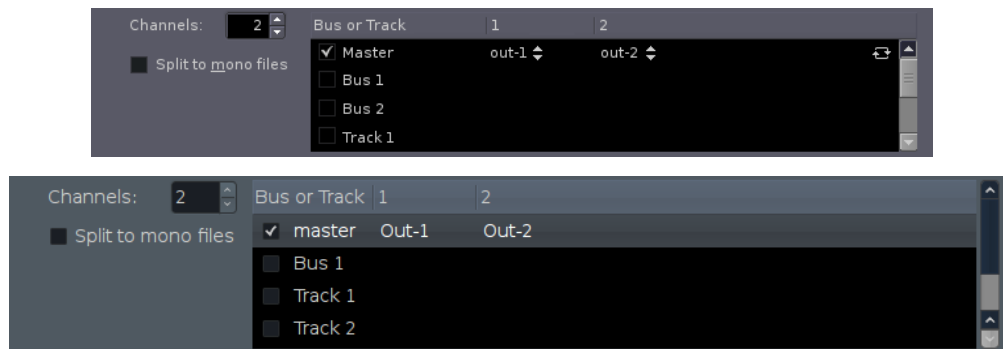 Channels: 2 Bus or Track 1 2
Master out-1 out-2
Split to mono files
Bus 1
Bus 2
Track 1
Channels: 2 Bus or Track 1 2
Split to mono files master Out-1 Out-2
Bus 1
Track 1
Track 2